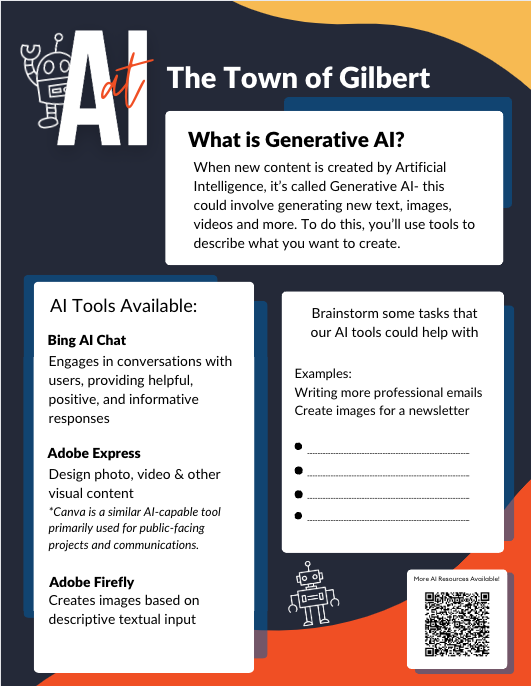 AI
at
The Town of Gilbert
What is Generative AI?
When new content is created by Artificial
Intelligence, it's called Generative AI- this
could involve generating new text, images,
videos and more. To do this, you'll use tools to
describe what you want to create.
AI Tools Available:
Bing AI Chat
Engages in conversations with
users, providing helpful,
positive, and informative
responses
Adobe Express
Design photo, video & other
visual content
*Canva is a similar AI-capable tool
primarily used for public-facing
projects and communications.
Adobe Firefly
Creates images based on
descriptive textual input
Brainstorm some tasks that
our AI tools could help with
Examples:
Writing more professional emails
Create images for a newsletter
More AI Resources Available!